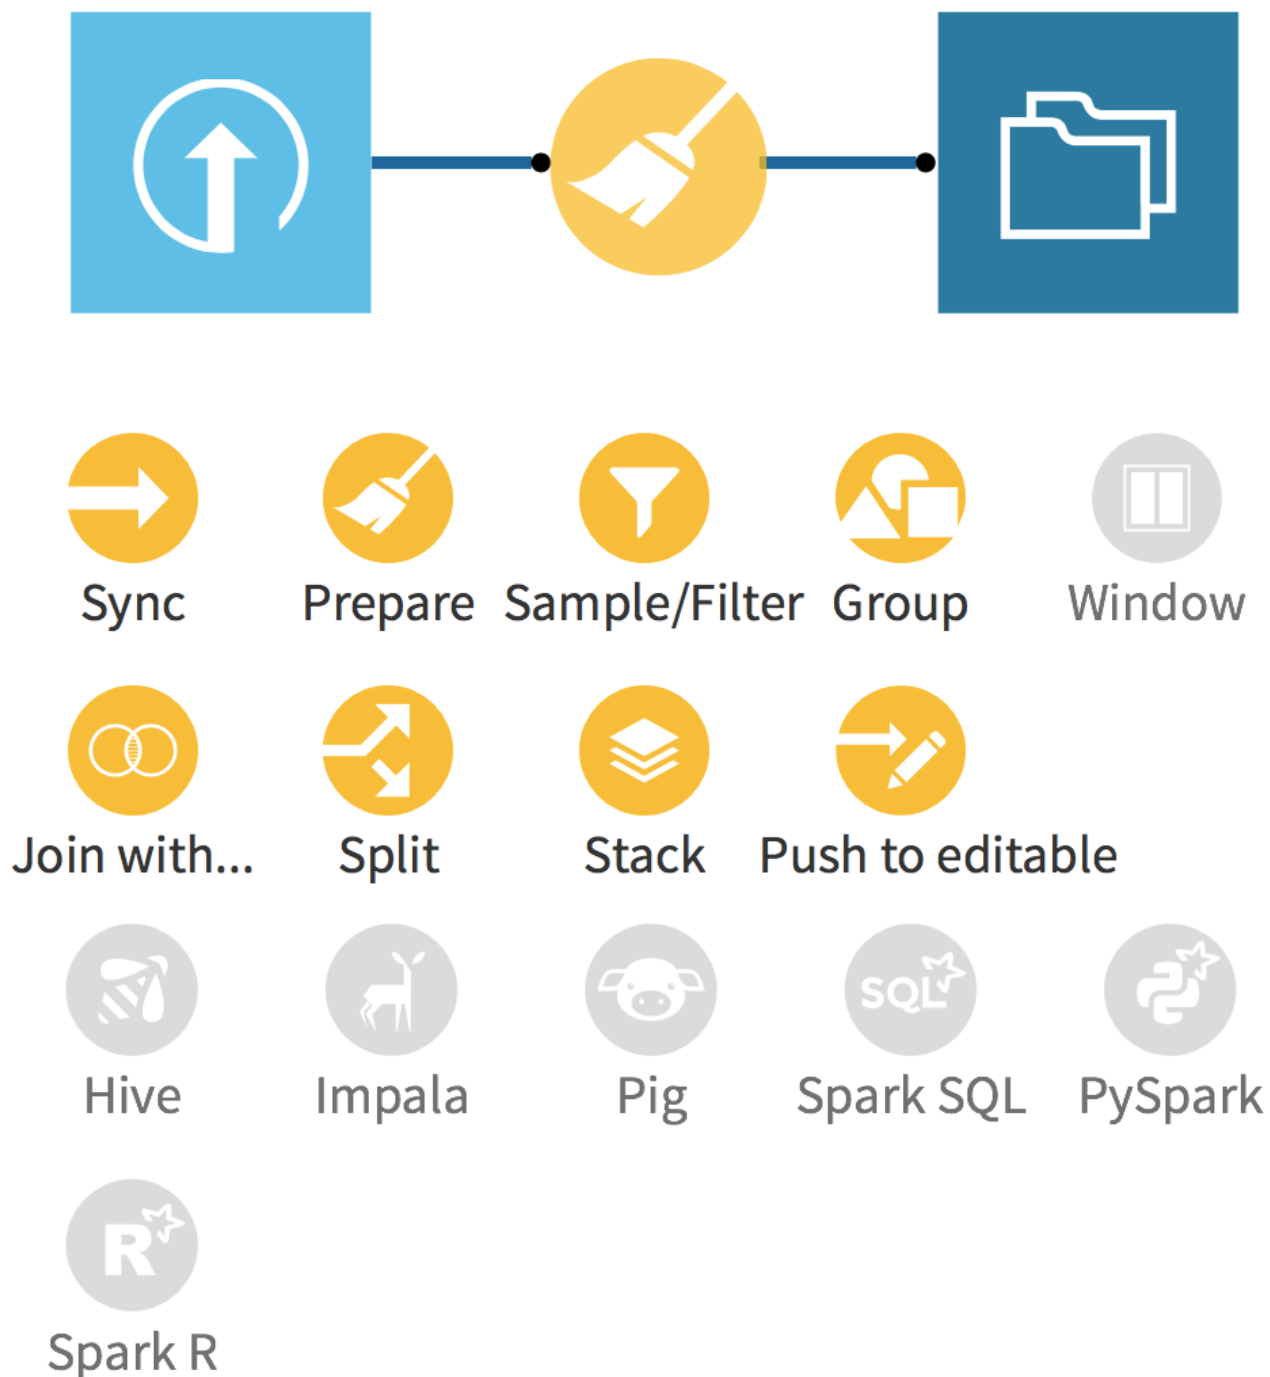 Sync Prepare Sample/Filter Group Window
Join with... Split Stack Push to editable
SQL
Hive Impala Pig Spark SQL PySpark
R
Spark R